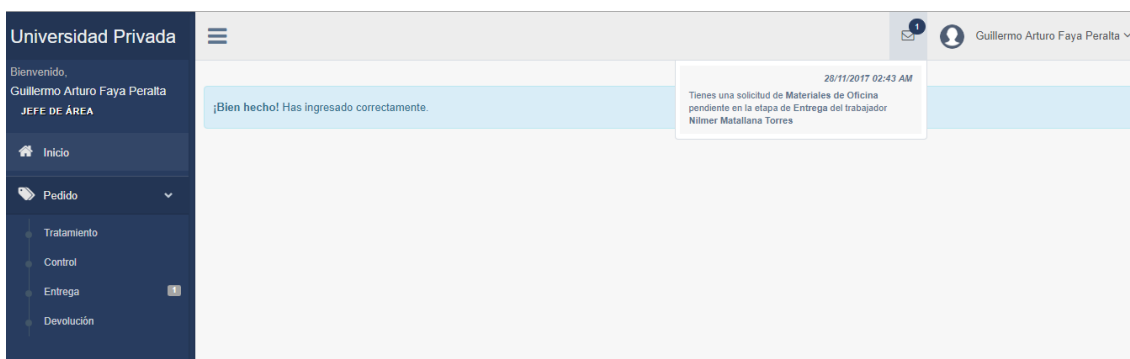 Universidad Privada
1
Guillermo Arturo Faya Peralta
Bienvenido,
Guillermo Arturo Faya Peralta
JEFE DE ÁREA
28/11/2017 02:43 AM
Tienes una solicitud de Materiales de Oficina
pendiente en la etapa de Entrega del trabajador
Nilmer Matallana Torres
¡Bien hecho! Has ingresado correctamente.
Inicio
Pedido
Tratamiento
Control
Entrega 1
Devolución